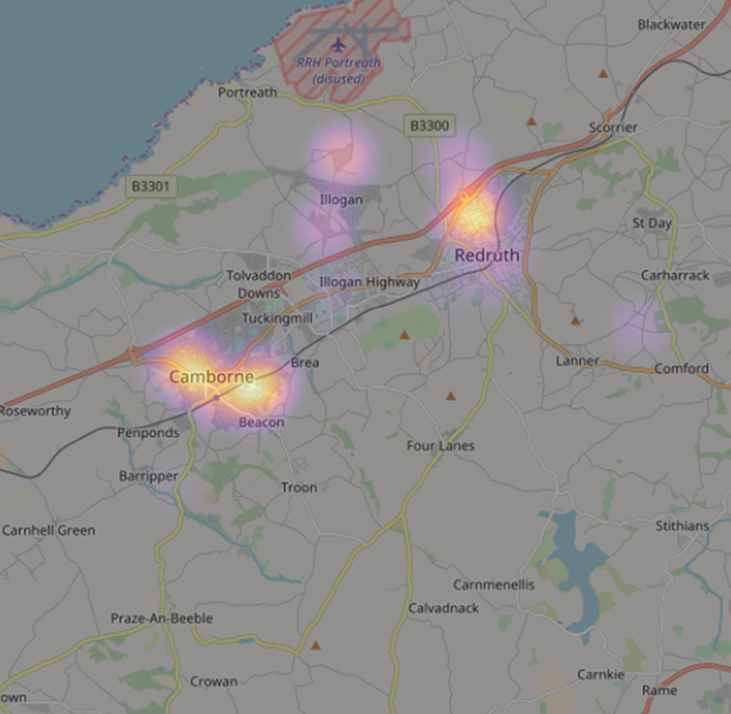 Blackwater
RRH Portreath
(disused)
Portreath
B3300
Scorrier
B3301
Illogan
St Day
Redruth
Tolvaddon
Downs
Illogan Highway
Carharrack
Tuckingmill
Brea
Lanner
Comford
Camborne
Roseworthy
Beacon
Penponds
Four Lanes
Barripper
Troon
Carnhell Green
Stithians
Carnmenellis
Calvadnack
Praze-An-Beeble
Crowan
Carnkie
Rame
own